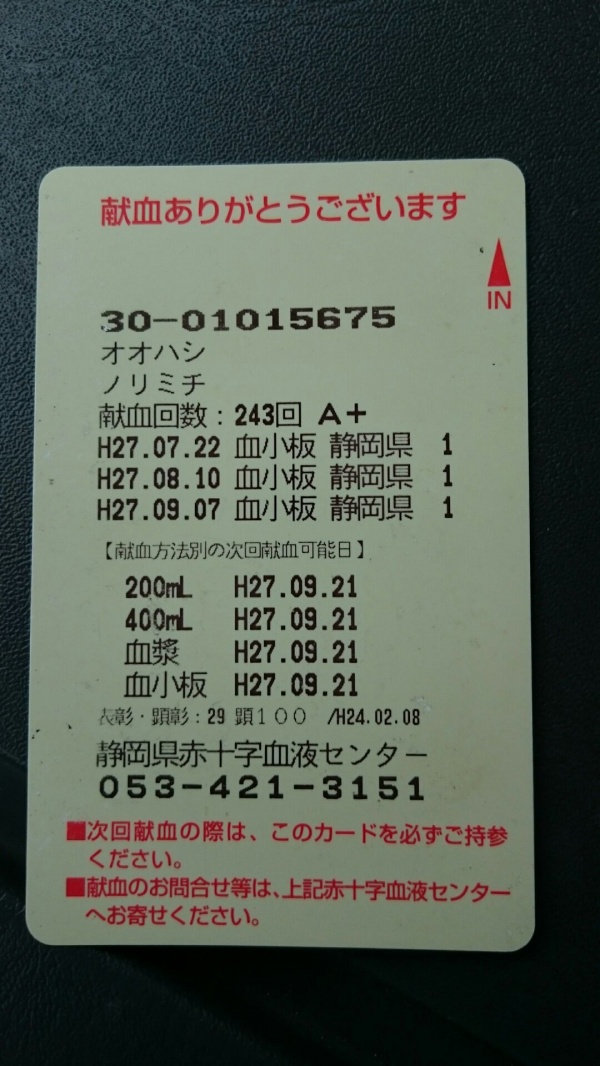 献血ありがとうございます
IN
30-01015675
オオハシ
ノリミチ
献血回数：243回 A+
H27.07.22 血小板 静岡県 1
H27.08.10 血小板 静岡県 1
H27.09.07 血小板 静岡県 1
【献血方法別の次回献血可能日】
200mL H27.09.21
400mL H27.09.21
血漿 H27.09.21
血小板 H27.09.21
表彰・顕彰：29 顕100 /H24.02.08
静岡県赤十字血液センター
053-421-3151
■次回献血の際は、このカードを必ずご持参
ください。
■献血のお問合せ等は、上記赤十字血液センター
へお寄せください。